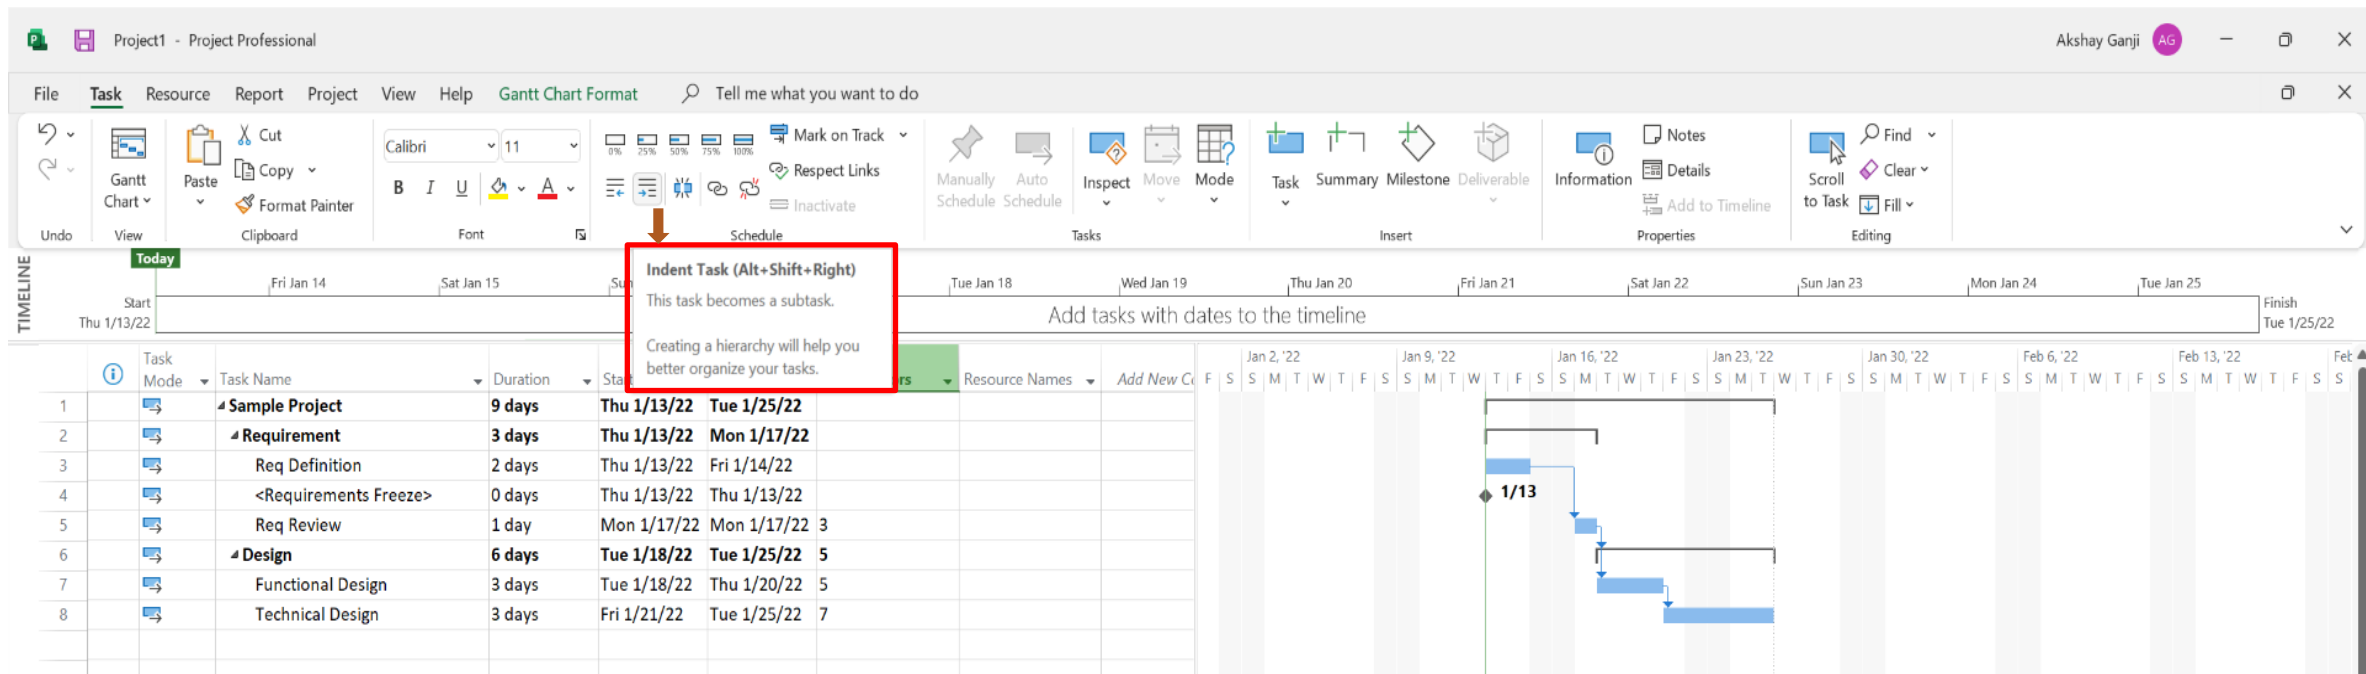 Project1 - Project Professional
Akshay Ganji AG
File Task Resource Report Project View Help Gantt Chart Format Tell me what you want to do
Cut
Copy
Format Painter
Paste
Gantt
Chart
Calibri 11
B I U A
0% 25% 50% 75% 100%
Mark on Track
Respect Links
Inactivate
Manually
Schedule
Auto
Schedule
Inspect
Move
Mode
Task
Summary
Milestone
Deliverable
Information
Notes
Details
Add to Timeline
Scroll
to Task
Find
Clear
Fill
Undo View Clipboard Font Schedule Tasks Insert Properties Editing
TIMELINE
Today
Start
Thu 1/13/22
Fri Jan 14 Sat Jan 15 Tue Jan 18 Wed Jan 19 Thu Jan 20 Fri Jan 21 Sat Jan 22 Sun Jan 23 Mon Jan 24 Tue Jan 25
Add tasks with dates to the timeline
Finish
Tue 1/25/22
Indent Task (Alt+Shift+Right)
This task becomes a subtask.
Creating a hierarchy will help you
better organize your tasks.
Task
Mode
Task Name Duration Resource Names
Jan 2, '22 Jan 9, '22 Jan 16, '22 Jan 23, '22 Jan 30, '22 Feb 6, '22 Feb 13, '22
F S S M T W T F S S M T W T F S S M T W T F S S M T W T F S S M T W T F S S M T W T F S S M T W T F S S
1 Sample Project 9 days Thu 1/13/22 Tue 1/25/22
2 Requirement 3 days Thu 1/13/22 Mon 1/17/22
3 Req Definition 2 days Thu 1/13/22 Fri 1/14/22
4 <Requirements Freeze> 0 days Thu 1/13/22 Thu 1/13/22
1/13
5 Req Review 1 day Mon 1/17/22 Mon 1/17/22 3
6 Design 6 days Tue 1/18/22 Tue 1/25/22 5
7 Functional Design 3 days Tue 1/18/22 Thu 1/20/22 5
8 Technical Design 3 days Fri 1/21/22 Tue 1/25/22 7